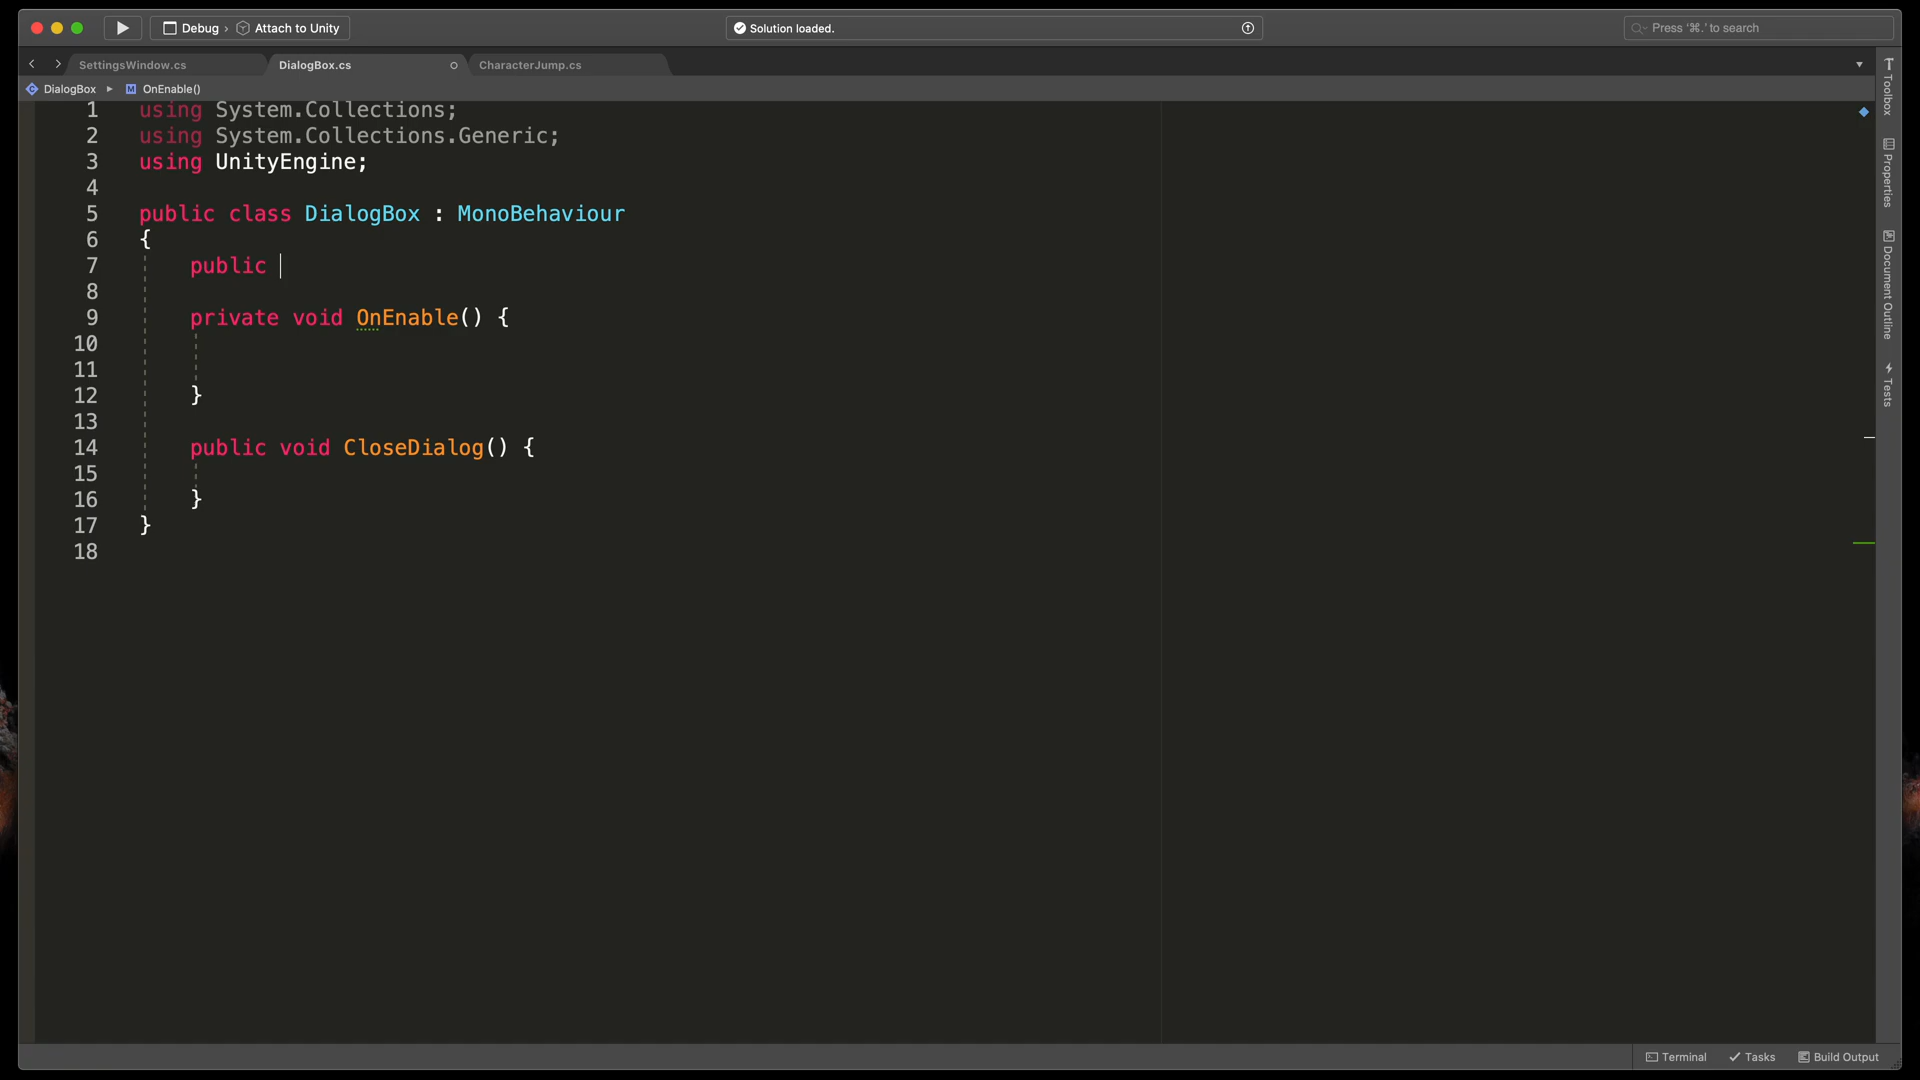 Debug › Attach to Unity
Solution loaded.
Press '⌘.' to search
SettingsWindow.cs
DialogBox.cs
CharacterJump.cs
DialogBox
OnEnable()
1 using System.Collections;
2 using System.Collections.Generic;
3 using UnityEngine;
4
5 public class DialogBox : MonoBehaviour
6 {
7 public
8
9 private void OnEnable() {
10
11
12 }
13
14 public void CloseDialog() {
15
16 }
17 }
18
Toolbox
Properties
Document Outline
Tests
Terminal
Tasks
Build Output